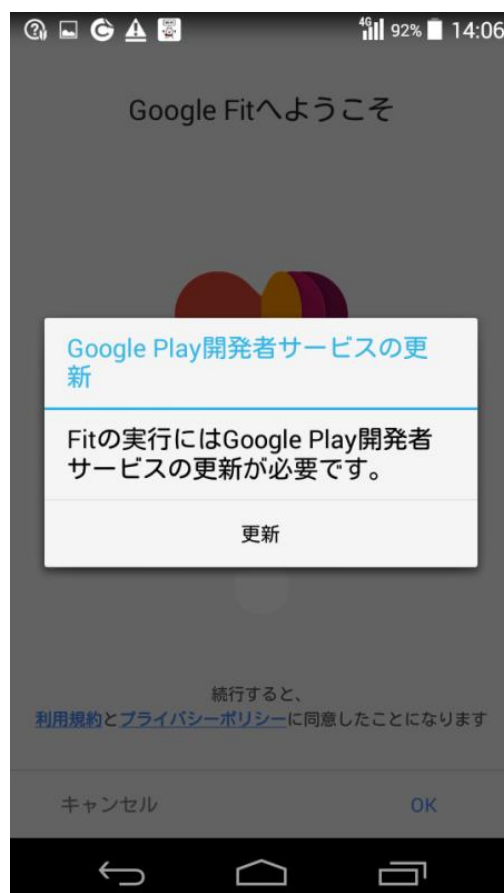 4G 92% 14:06
Google Fitへようこそ
Google Play開発者サービスの更
新
Fitの実行にはGoogle Play開発者
サービスの更新が必要です。
更新
続行すると、
利用規約とプライバシーポリシーに同意したことになります
キャンセル OK